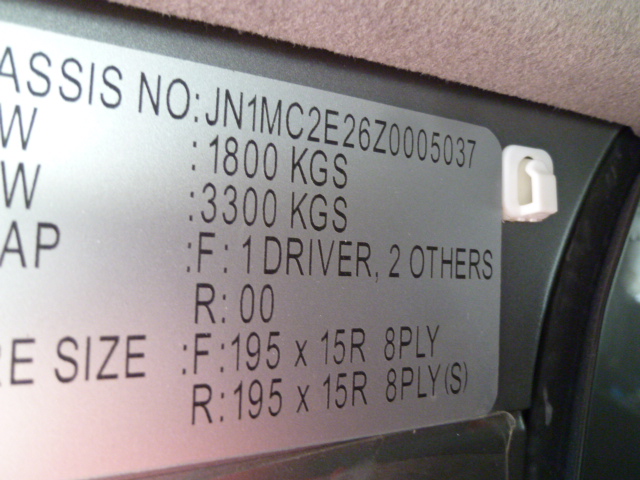 ASSIS NO: JN1MC2E26Z0005037
W : 1800 KGS
W : 3300 KGS
AP : F: 1 DRIVER, 2 OTHERS
R: 00
RE SIZE : F: 195 x 15R 8PLY
R: 195 x 15R 8PLY (S)